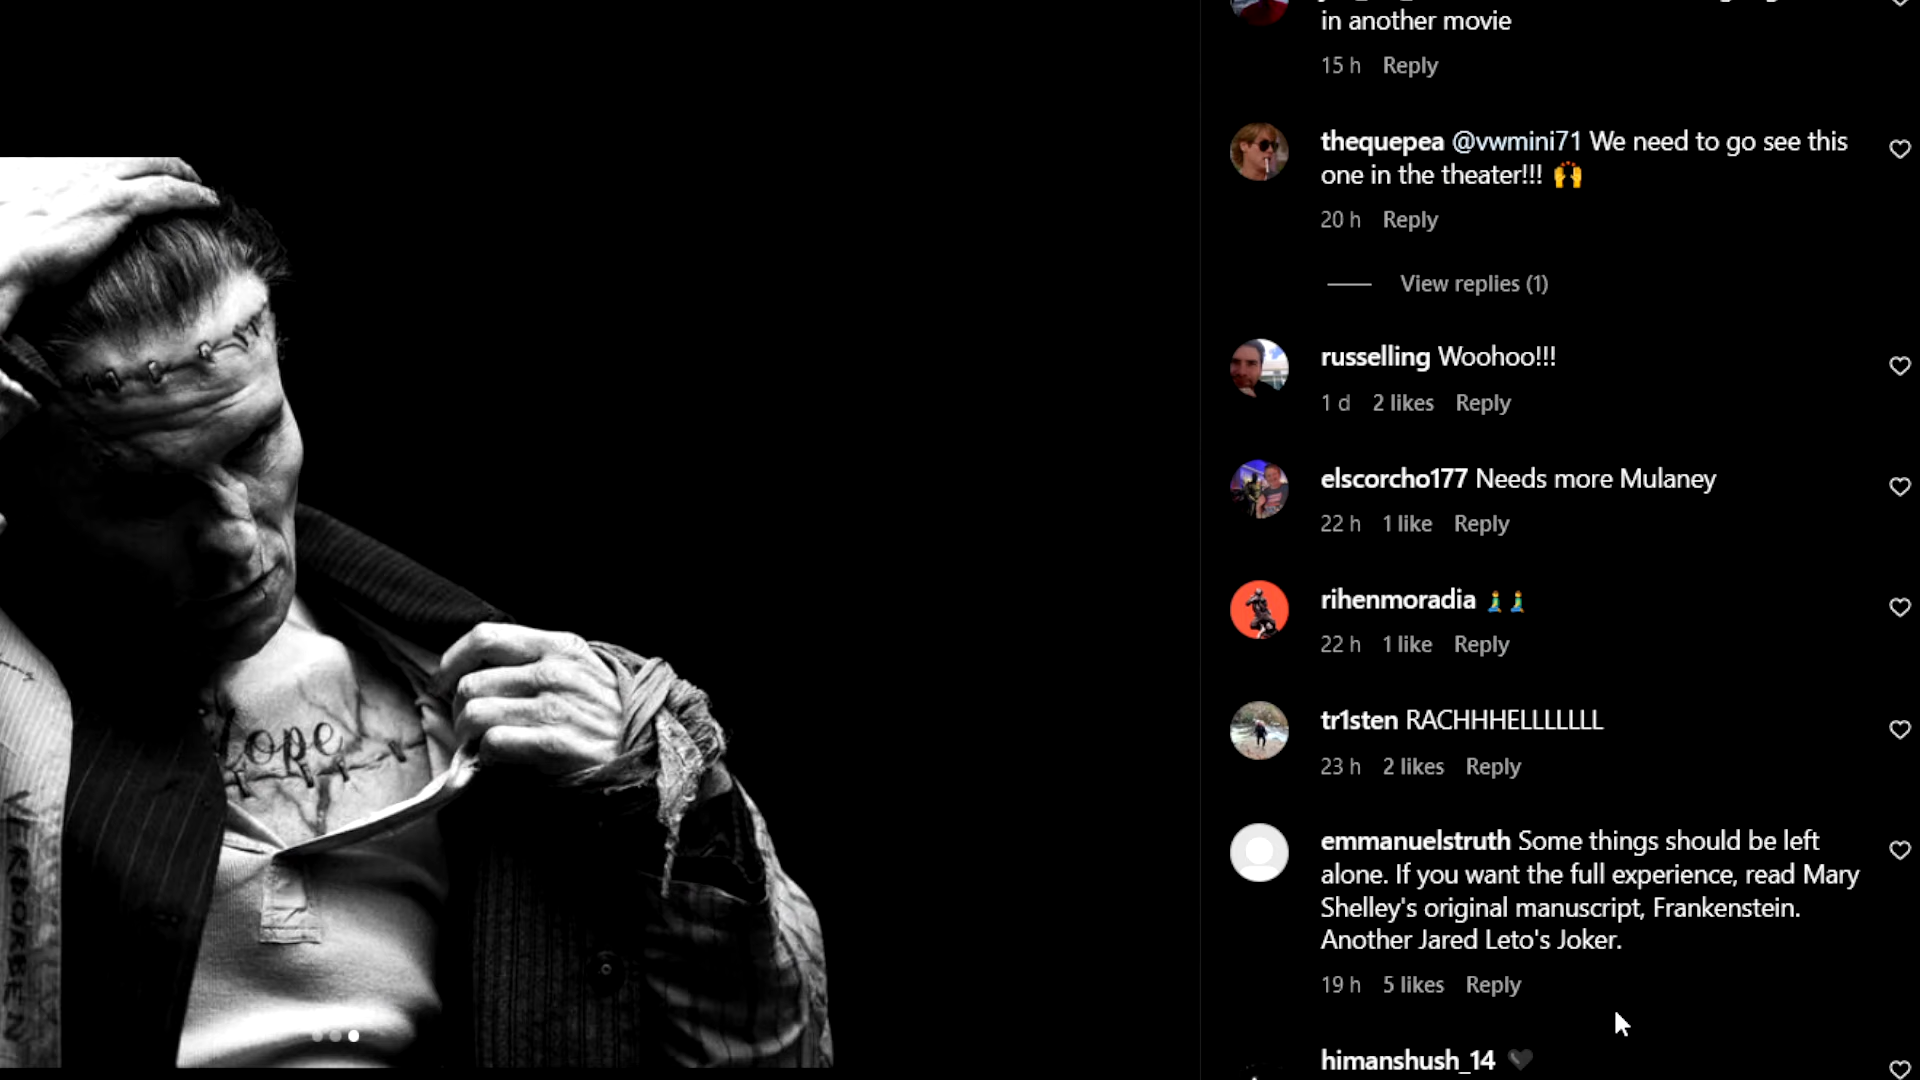 in another movie
15 h Reply
thequepea @vwmini71 We need to go see this
one in the theater!!! 🙌
20 h Reply
View replies (1)
russelling Woohoo!!!
1 d 2 likes Reply
elscorcho177 Needs more Mulaney
22 h 1 like Reply
rihenmoradia
22 h 1 like Reply
tr1sten RACHHHELLLLLLL
23 h 2 likes Reply
emmanuelstruth Some things should be left
alone. If you want the full experience, read Mary
Shelley's original manuscript, Frankenstein.
Another Jared Leto's Joker.
19 h 5 likes Reply
himanshush_14 🖤
VERBORBEN